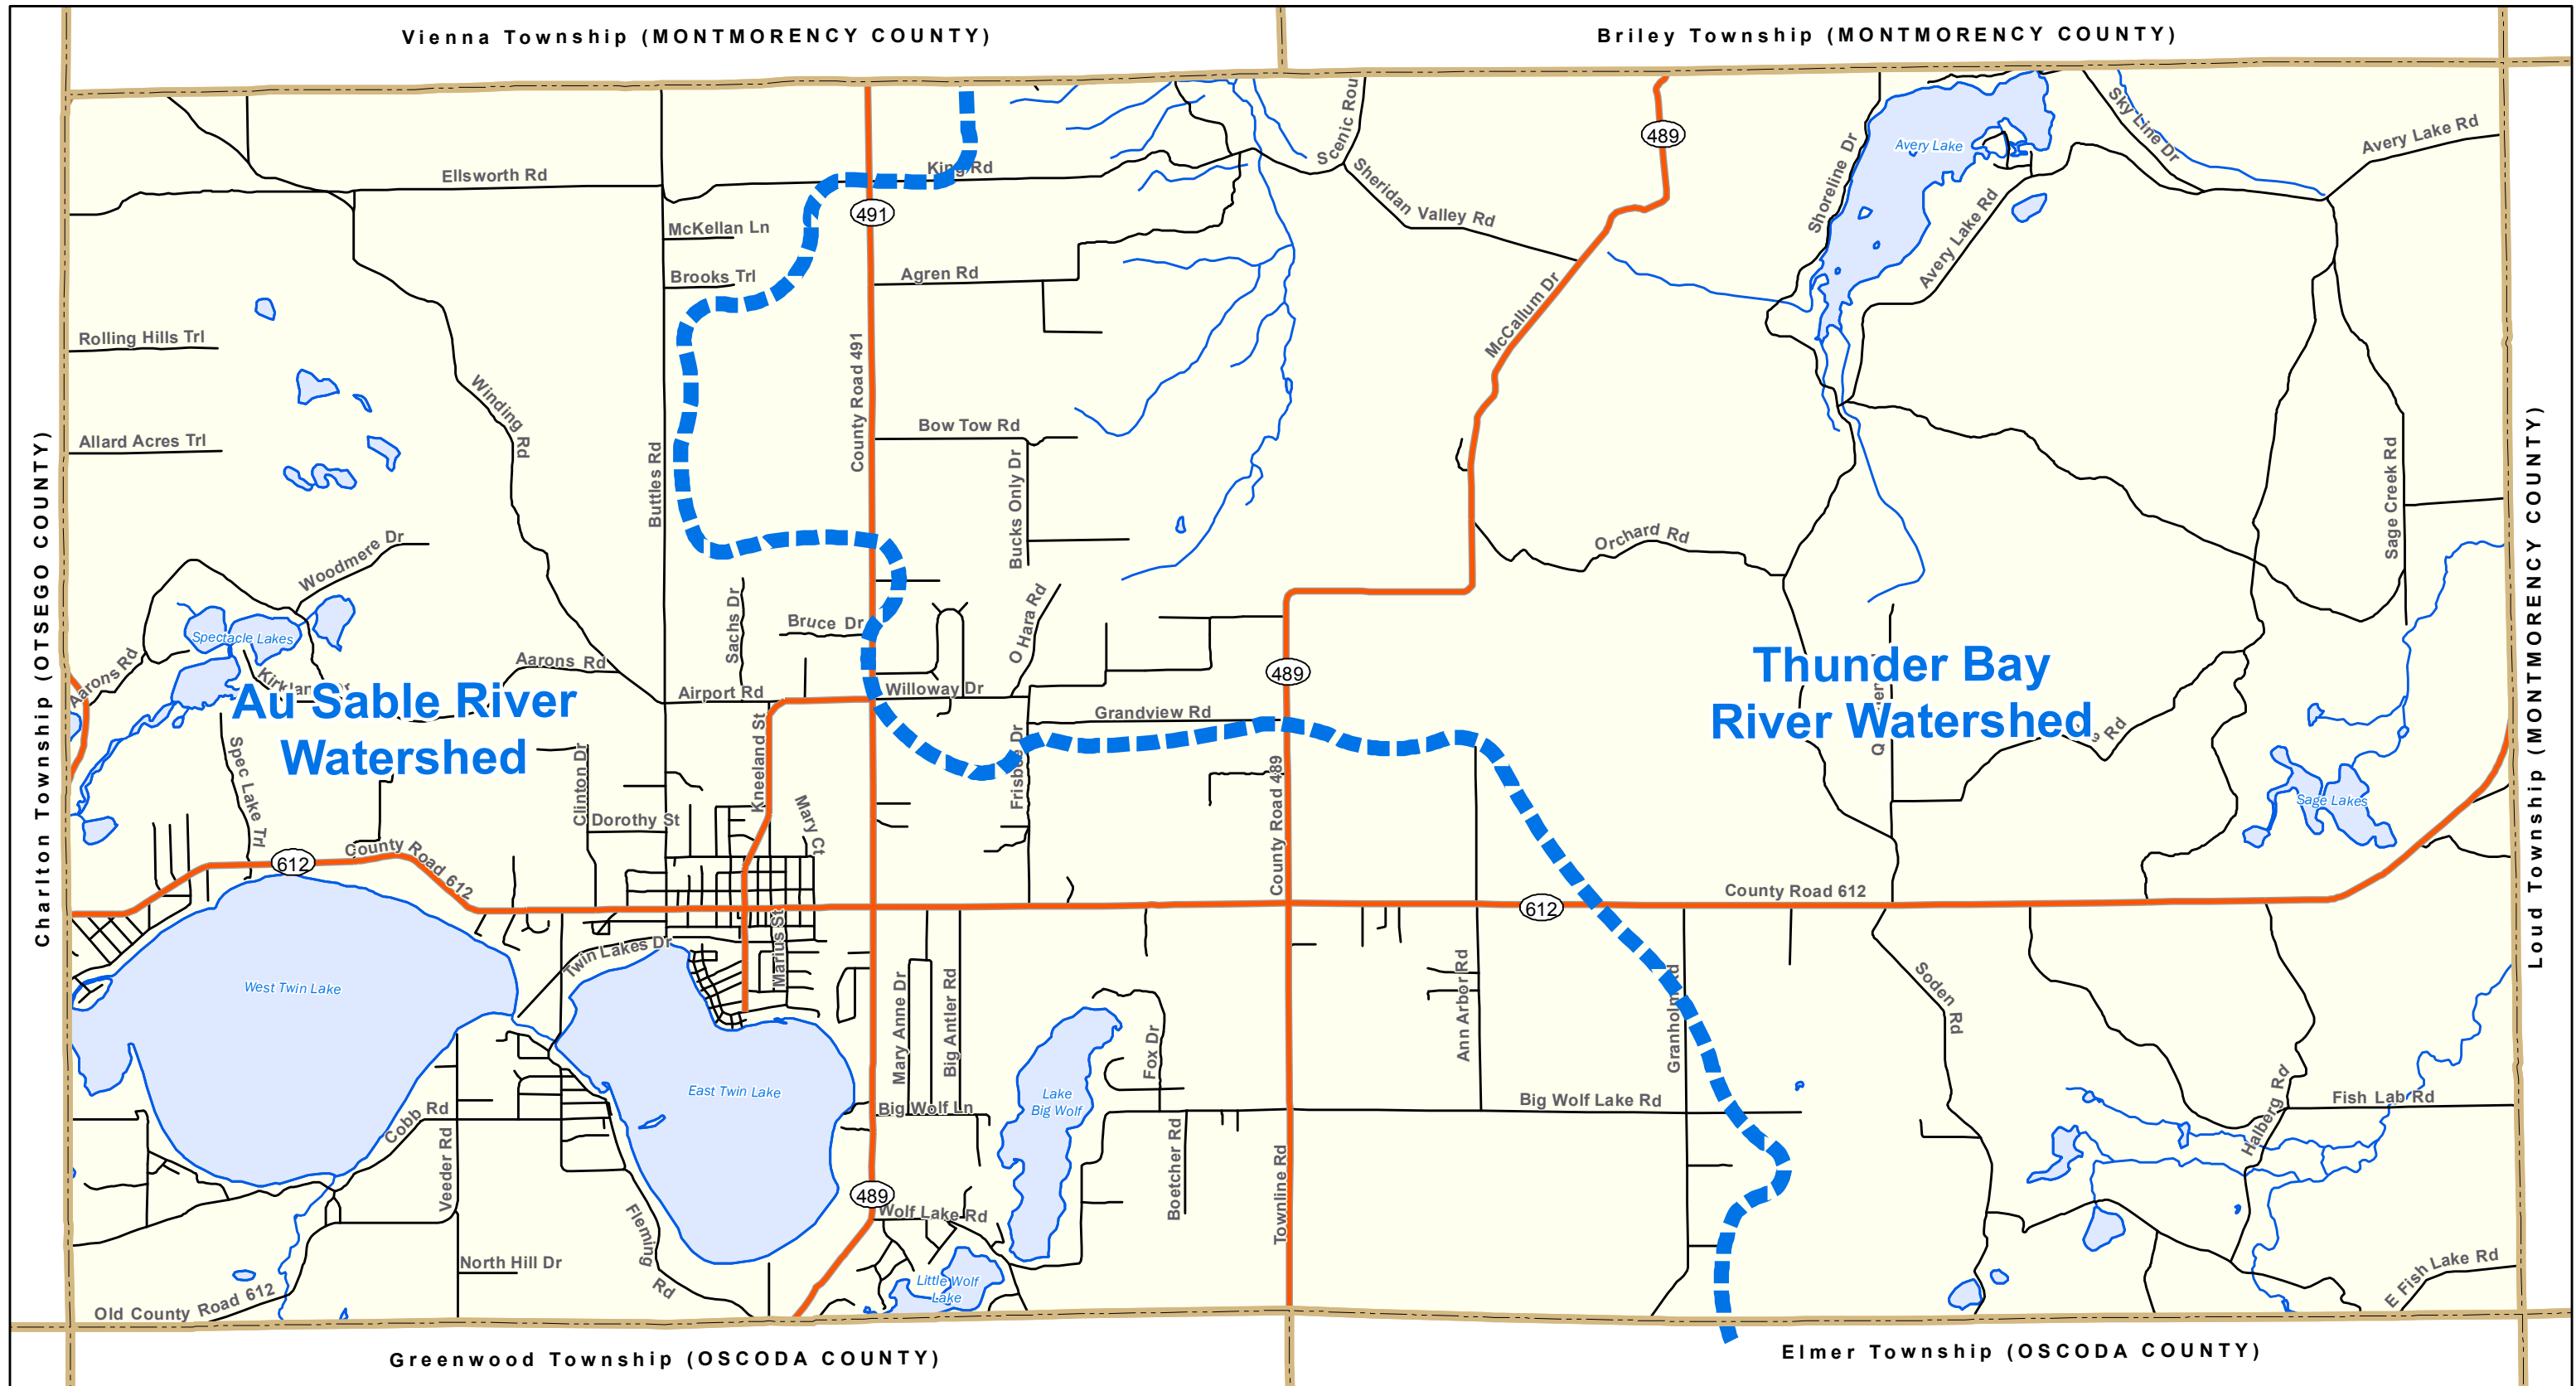 Vienna Township (MONTMORENCY COUNTY)
Briley Township (MONTMORENCY COUNTY)
Charlton Township (OTSEGO COUNTY)
Loud Township (MONTMORENCY COUNTY)
Sky Line Dr
Avery Lake Rd
Scenic Rou
489
Shoreline Dr
Avery Lake
Ellsworth Rd
King Rd
Sheridan Valley Rd
491
McKellan Ln
Avery Lake Rd
Brooks Trl
Agren Rd
McCallum Dr
Rolling Hills Trl
County Road 491
Winding Rd
Allard Acres Trl
Buttles Rd
Bow Tow Rd
Bucks Only Dr
Sage Creek Rd
Orchard Rd
Woodmere Dr
Spectacle Lakes
Sachs Dr
Bruce Dr
O Hara Rd
Aarons Rd
Aarons Rd
Airport Rd
Willoway Dr
489
Au Sable River
Watershed
Thunder Bay
River Watershed
Rd
Grandview Rd
Spec Lake Trl
Clinton Dr
Kneeland St
Mary Ct
Frisbee Dr
County Road 489
Sage Lakes
Dorothy St
612
County Road 612
County Road 612
612
Marius St
Twin Lakes Dr
West Twin Lake
East Twin Lake
Mary Anne Dr
Big Antler Rd
Lake
Big Wolf
Fox Dr
Ann Arbor Rd
Granholm Rd
Soden Rd
Cobb Rd
Veeder Rd
Big Wolf Ln
Big Wolf Lake Rd
Halberg Rd
Fish Lab Rd
Boetcher Rd
Townline Rd
489
Wolf Lake Rd
Fleming Rd
North Hill Dr
Little Wolf
Lake
Old County Road 612
E Fish Lake Rd
Greenwood Township (OSCODA COUNTY)
Elmer Township (OSCODA COUNTY)